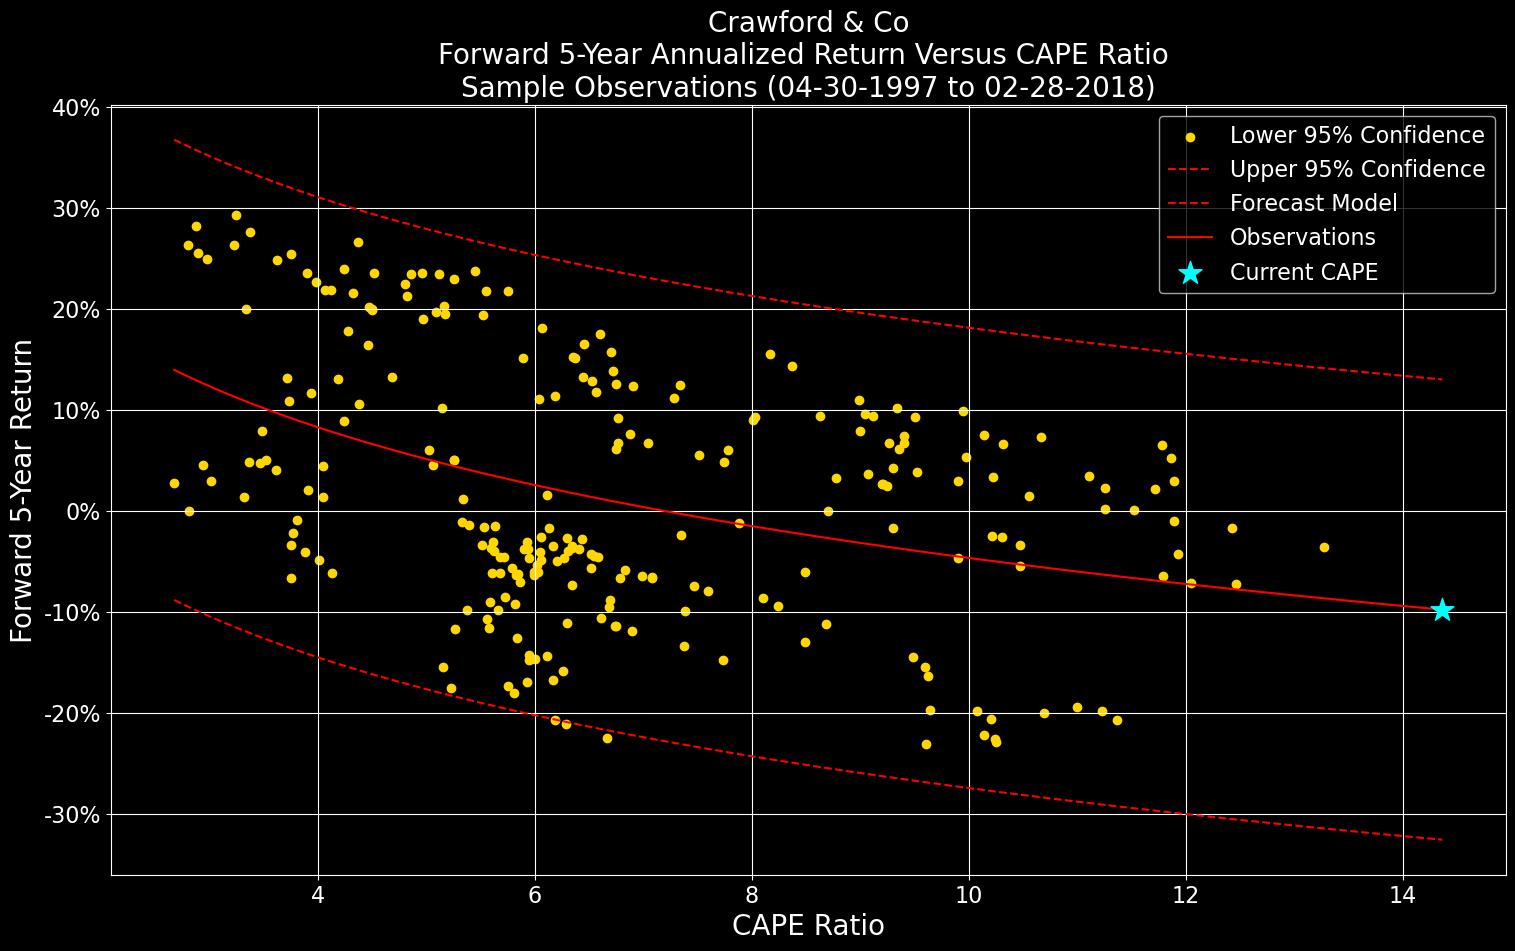 Crawford & Co
Forward 5-Year Annualized Return Versus CAPE Ratio
Sample Observations (04-30-1997 to 02-28-2018)
Lower 95% Confidence
Upper 95% Confidence
Forecast Model
Observations
Current CAPE
Forward 5-Year Return
40%
30%
20%
10%
0%
-10%
-20%
-30%
4 6 8 10 12 14
CAPE Ratio